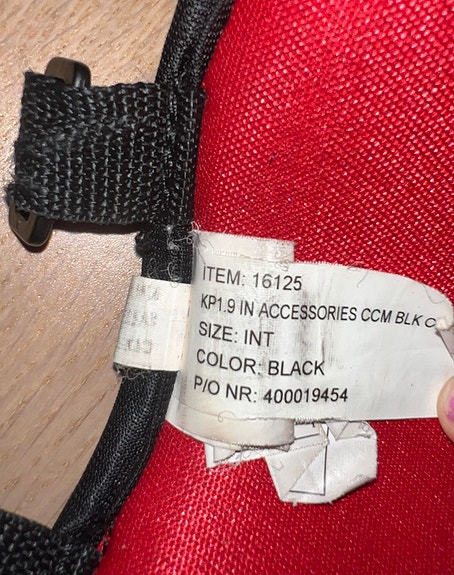 ITEM: 16125
KP1.9 IN ACCESSORIES CCM BLK
SIZE: INT
COLOR: BLACK
P/O NR: 400019454